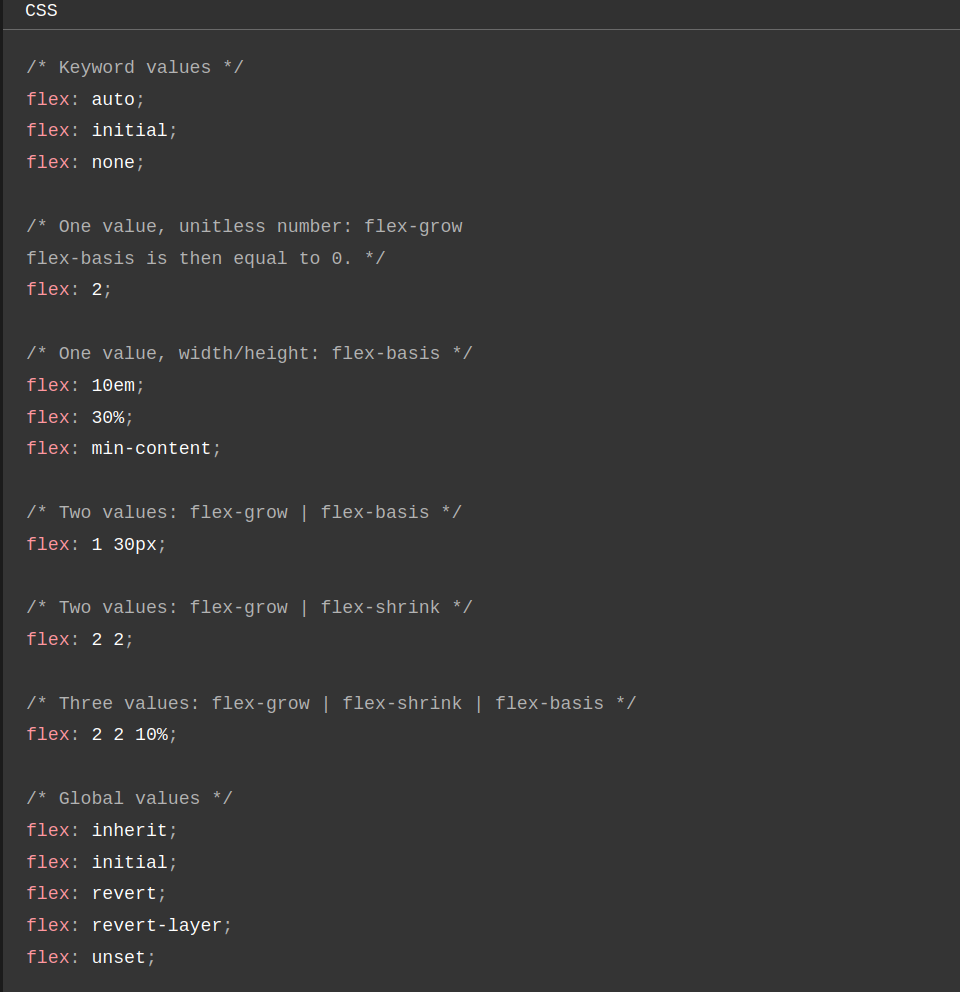 CSS
/* Keyword values */
flex: auto;
flex: initial;
flex: none;
/* One value, unitless number: flex-grow
flex-basis is then equal to 0. */
flex: 2;
/* One value, width/height: flex-basis */
flex: 10em;
flex: 30%;
flex: min-content;
/* Two values: flex-grow | flex-basis */
flex: 1 30px;
/* Two values: flex-grow | flex-shrink */
flex: 2 2;
/* Three values: flex-grow | flex-shrink | flex-basis */
flex: 2 2 10%;
/* Global values */
flex: inherit;
flex: initial;
flex: revert;
flex: revert-layer;
flex: unset;